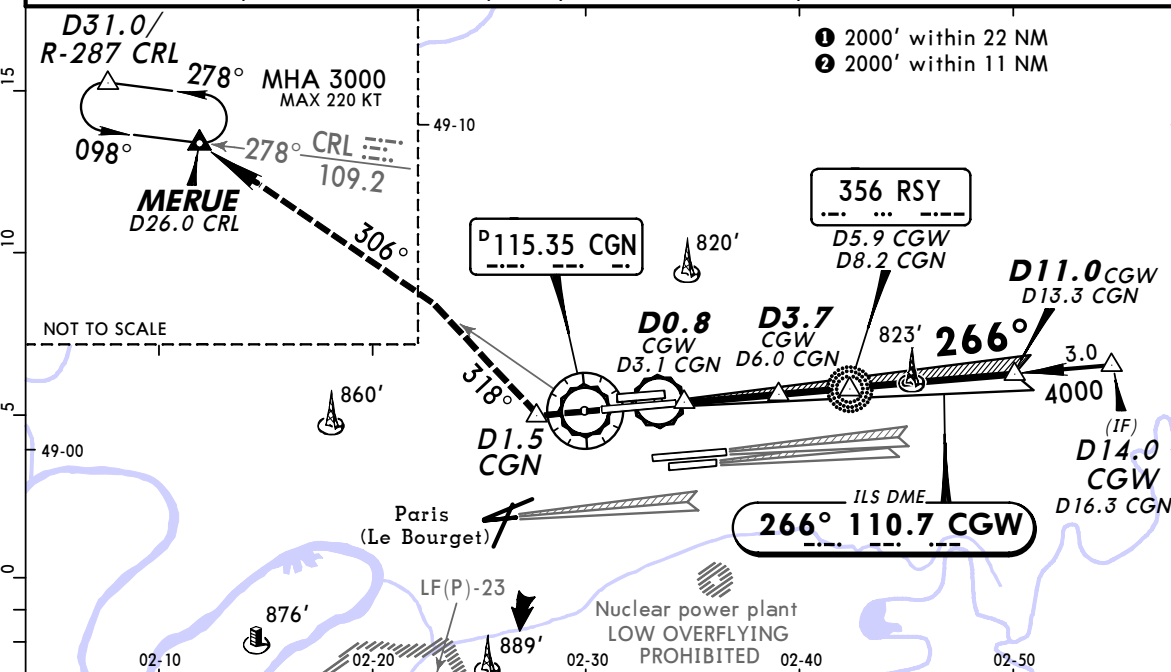 D31.0/
R-287 CRL
278°
MHA 3000
MAX 220 KT
098°
278° CRL
109.2
MERUE
D26.0 CRL
306°
NOT TO SCALE
❶ 2000' within 22 NM
❷ 2000' within 11 NM
15
10
5
0
49-10
49-00
D115.35 CGN
820'
356 RSY
D5.9 CGW
D8.2 CGN
D11.0 CGW
D13.3 CGN
D0.8
CGW
D3.1 CGN
D3.7
CGW
D6.0 CGN
823'
266°
3.0
4000
(IF)
D14.0
CGW
D16.3 CGN
860'
318°
D1.5
CGN
ILS DME
266° 110.7 CGW
Paris
(Le Bourget)
LF(P)-23
Nuclear power plant
LOW OVERFLYING
PROHIBITED
876'
889'
02-10
02-20
02-30
02-40
02-50